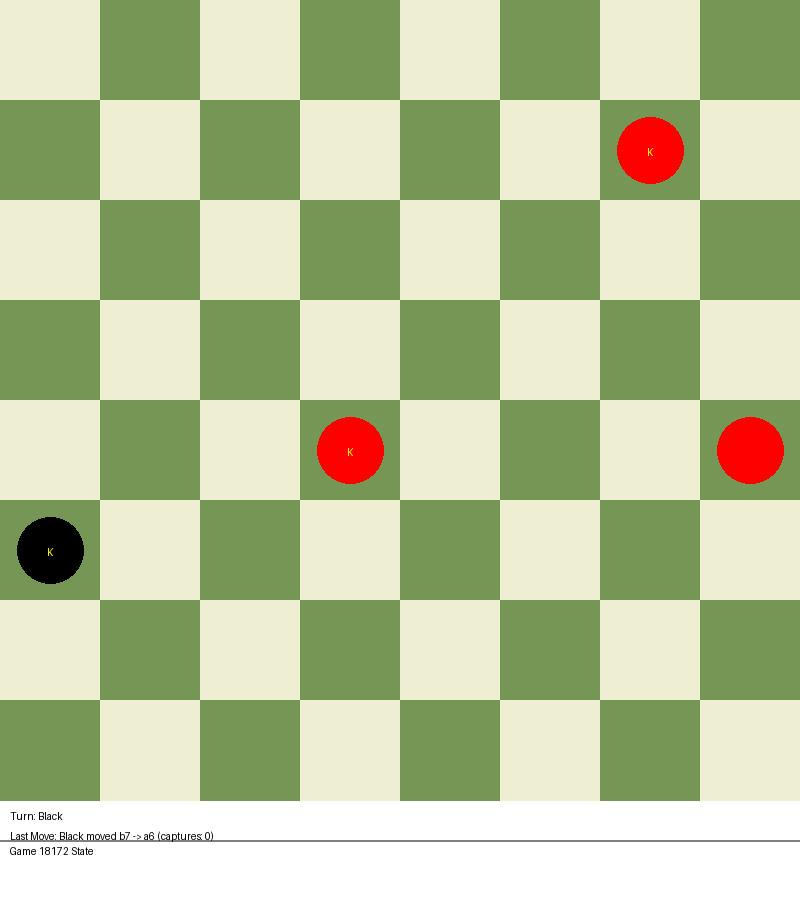 K
K
K
Turn: Black
Last Move: Black moved b7 -> a6 (captures: 0)
Game 18172 State